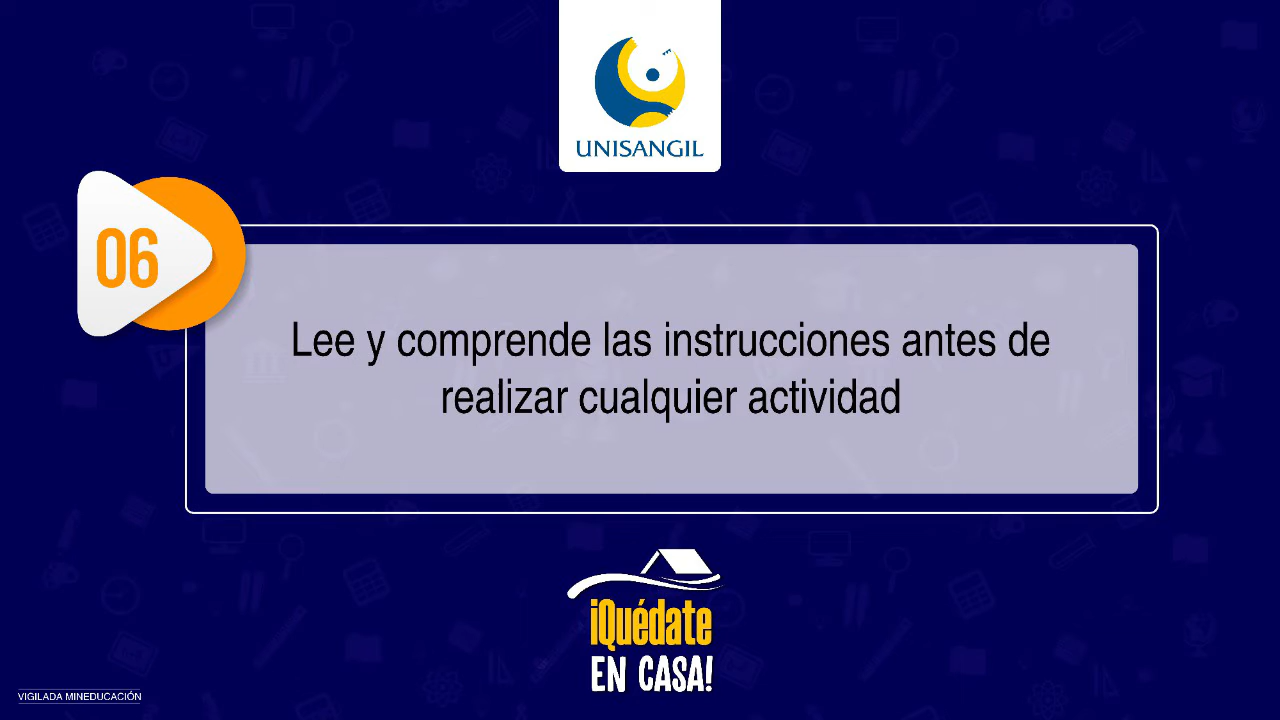 UNISANGIL
06
Lee y comprende las instrucciones antes de
realizar cualquier actividad
¡Quédate
EN CASA!
VIGILADA MINEDUCACIÓN